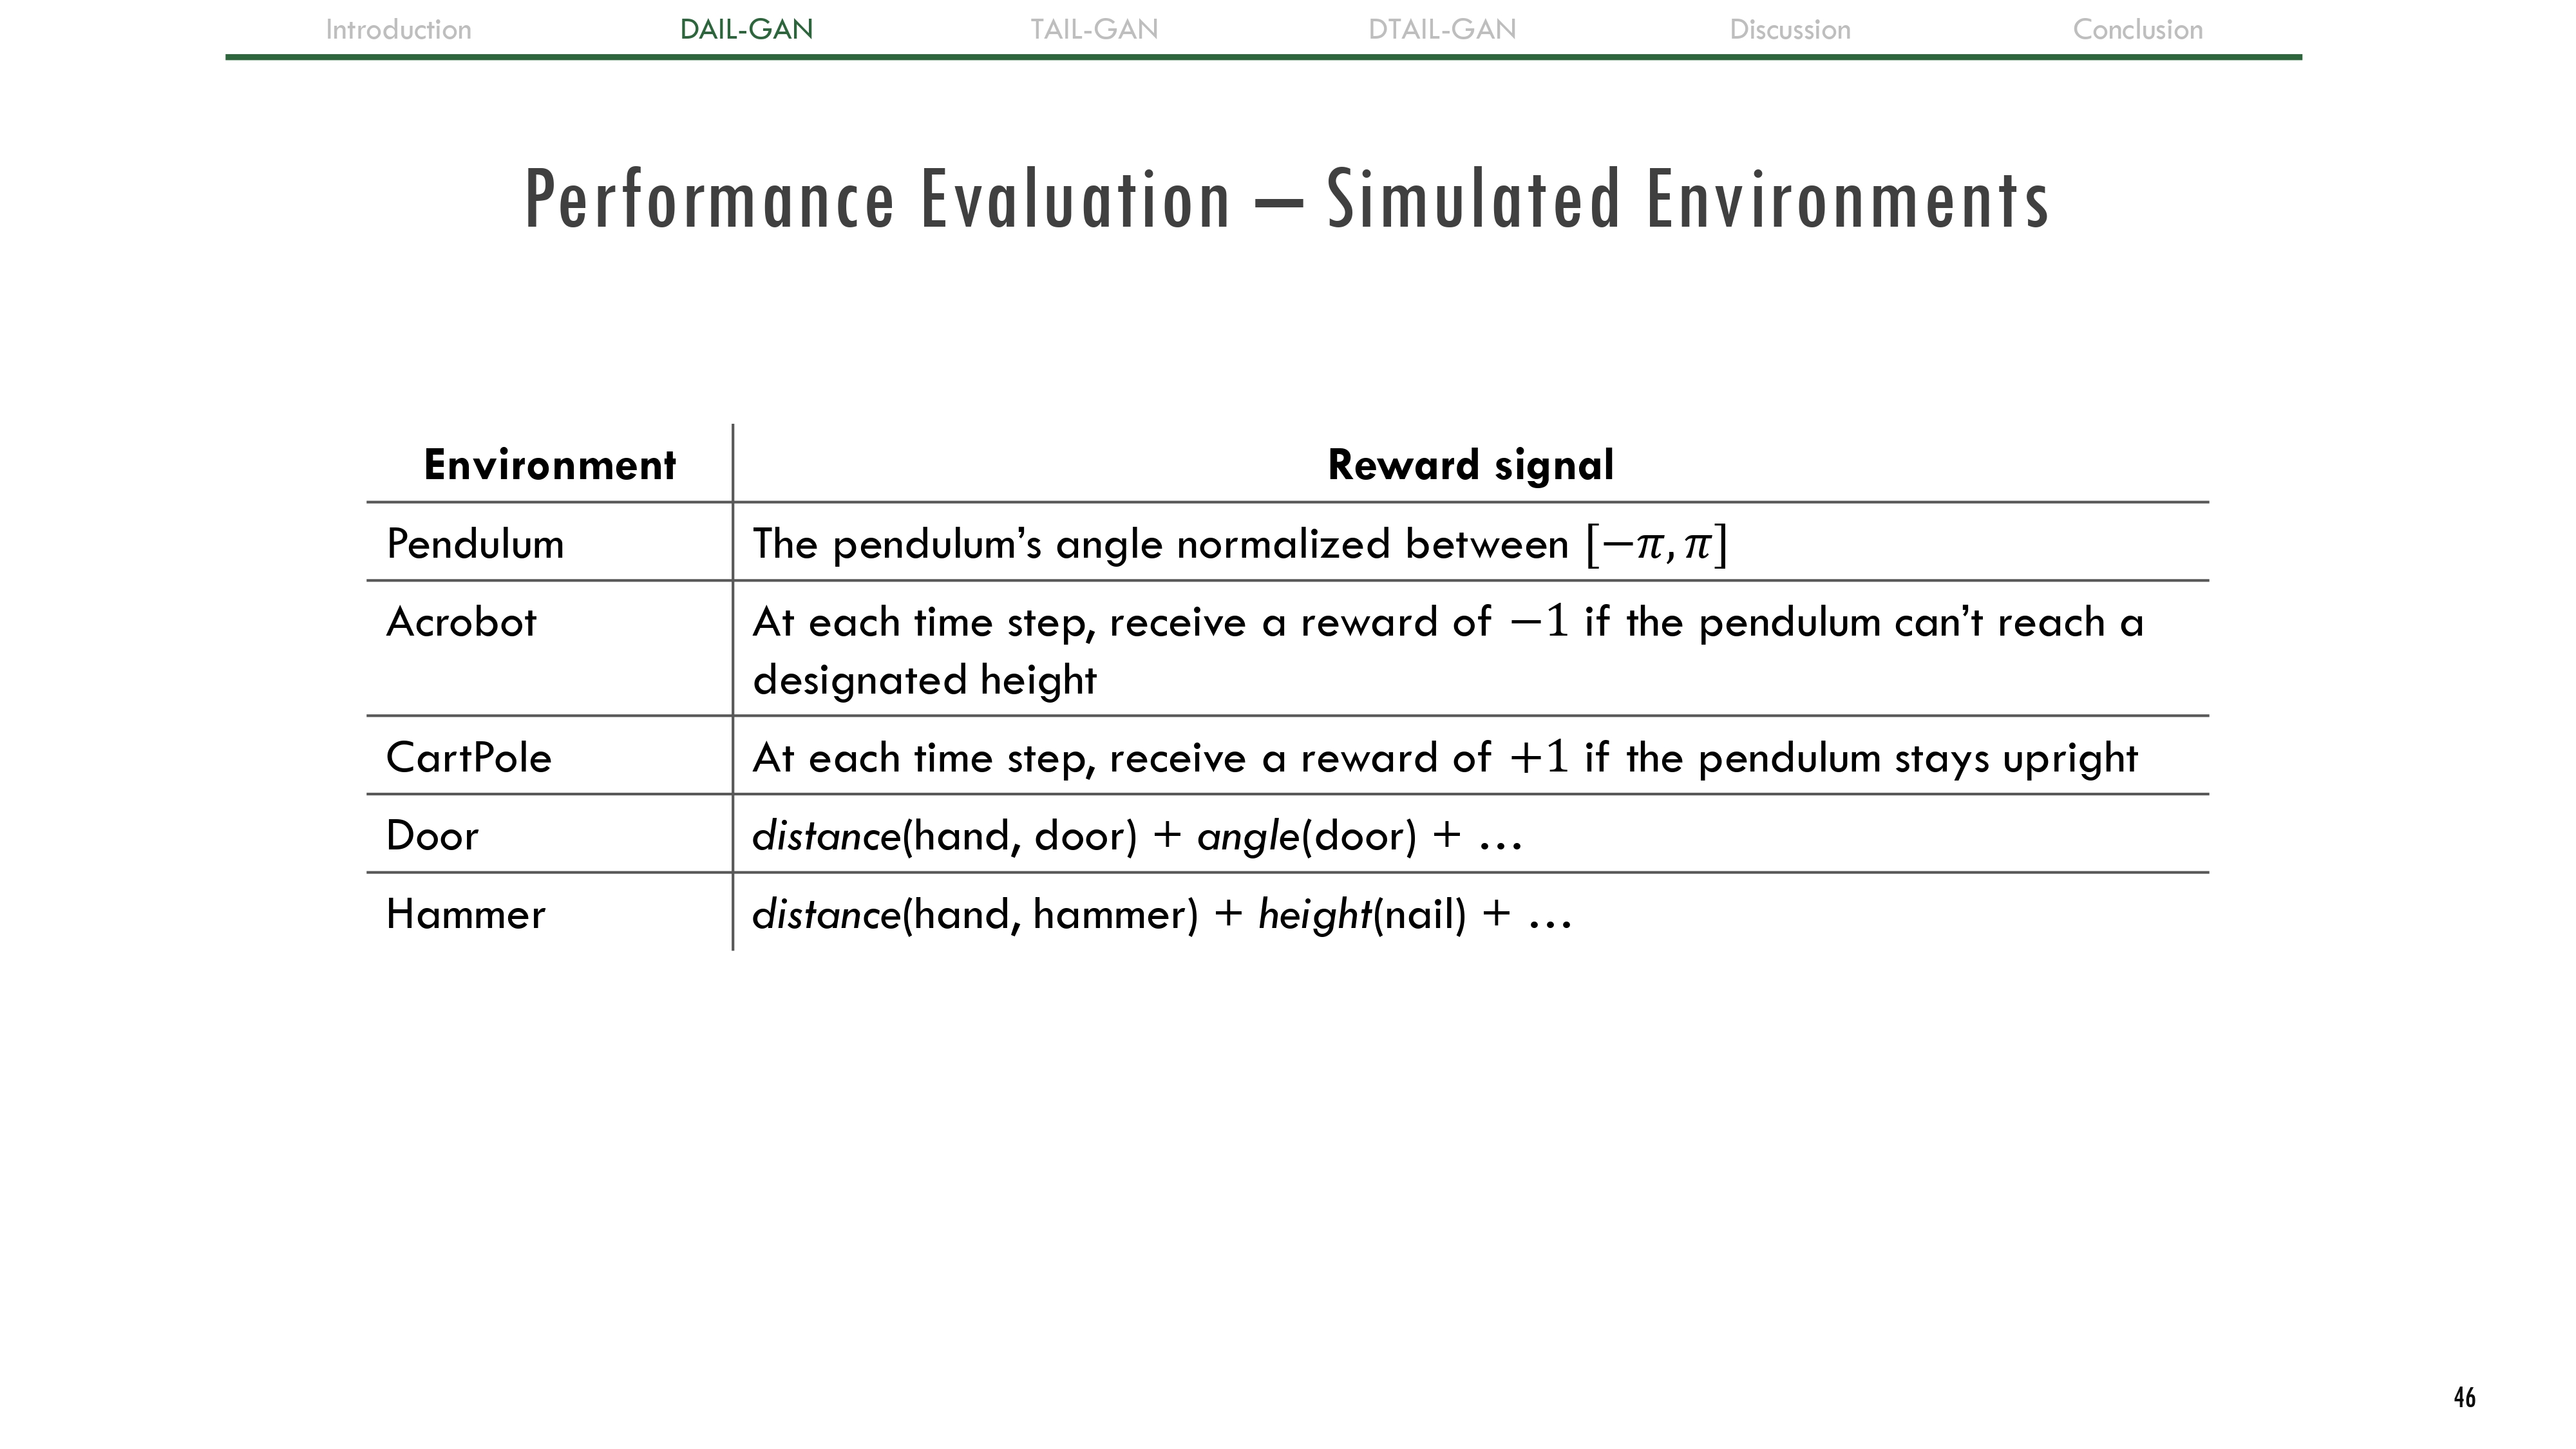 Introduction DAIL-GAN TAIL-GAN DTAIL-GAN Discussion Conclusion
Performance Evaluation – Simulated Environments
Environment Reward signal
Pendulum The pendulum’s angle normalized between [−π, π]
Acrobot At each time step, receive a reward of −1 if the pendulum can’t reach a
designated height
CartPole At each time step, receive a reward of +1 if the pendulum stays upright
Door distance(hand, door) + angle(door) + …
Hammer distance(hand, hammer) + height(nail) + …
46